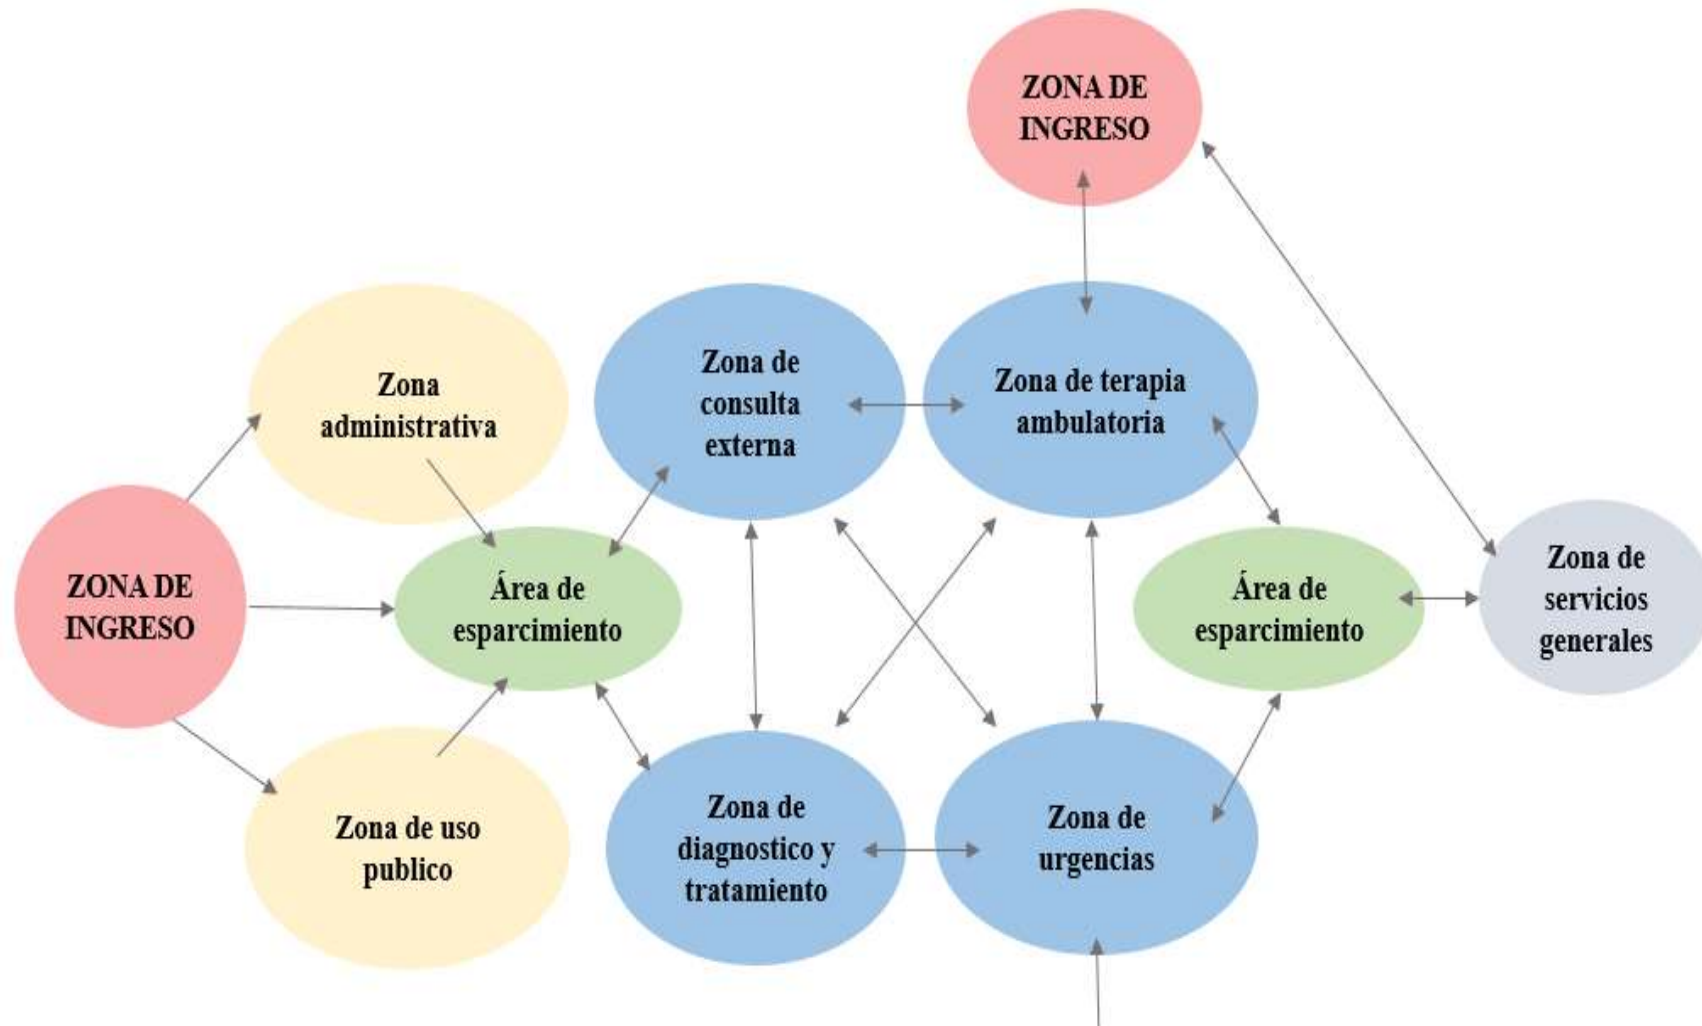 ZONA DE
INGRESO
Zona
administrativa
Zona de
consulta
externa
Zona de terapia
ambulatoria
ZONA DE
INGRESO
Área de
esparcimiento
Área de
esparcimiento
Zona de
servicios
generales
Zona de uso
publico
Zona de
diagnostico y
tratamiento
Zona de
urgencias